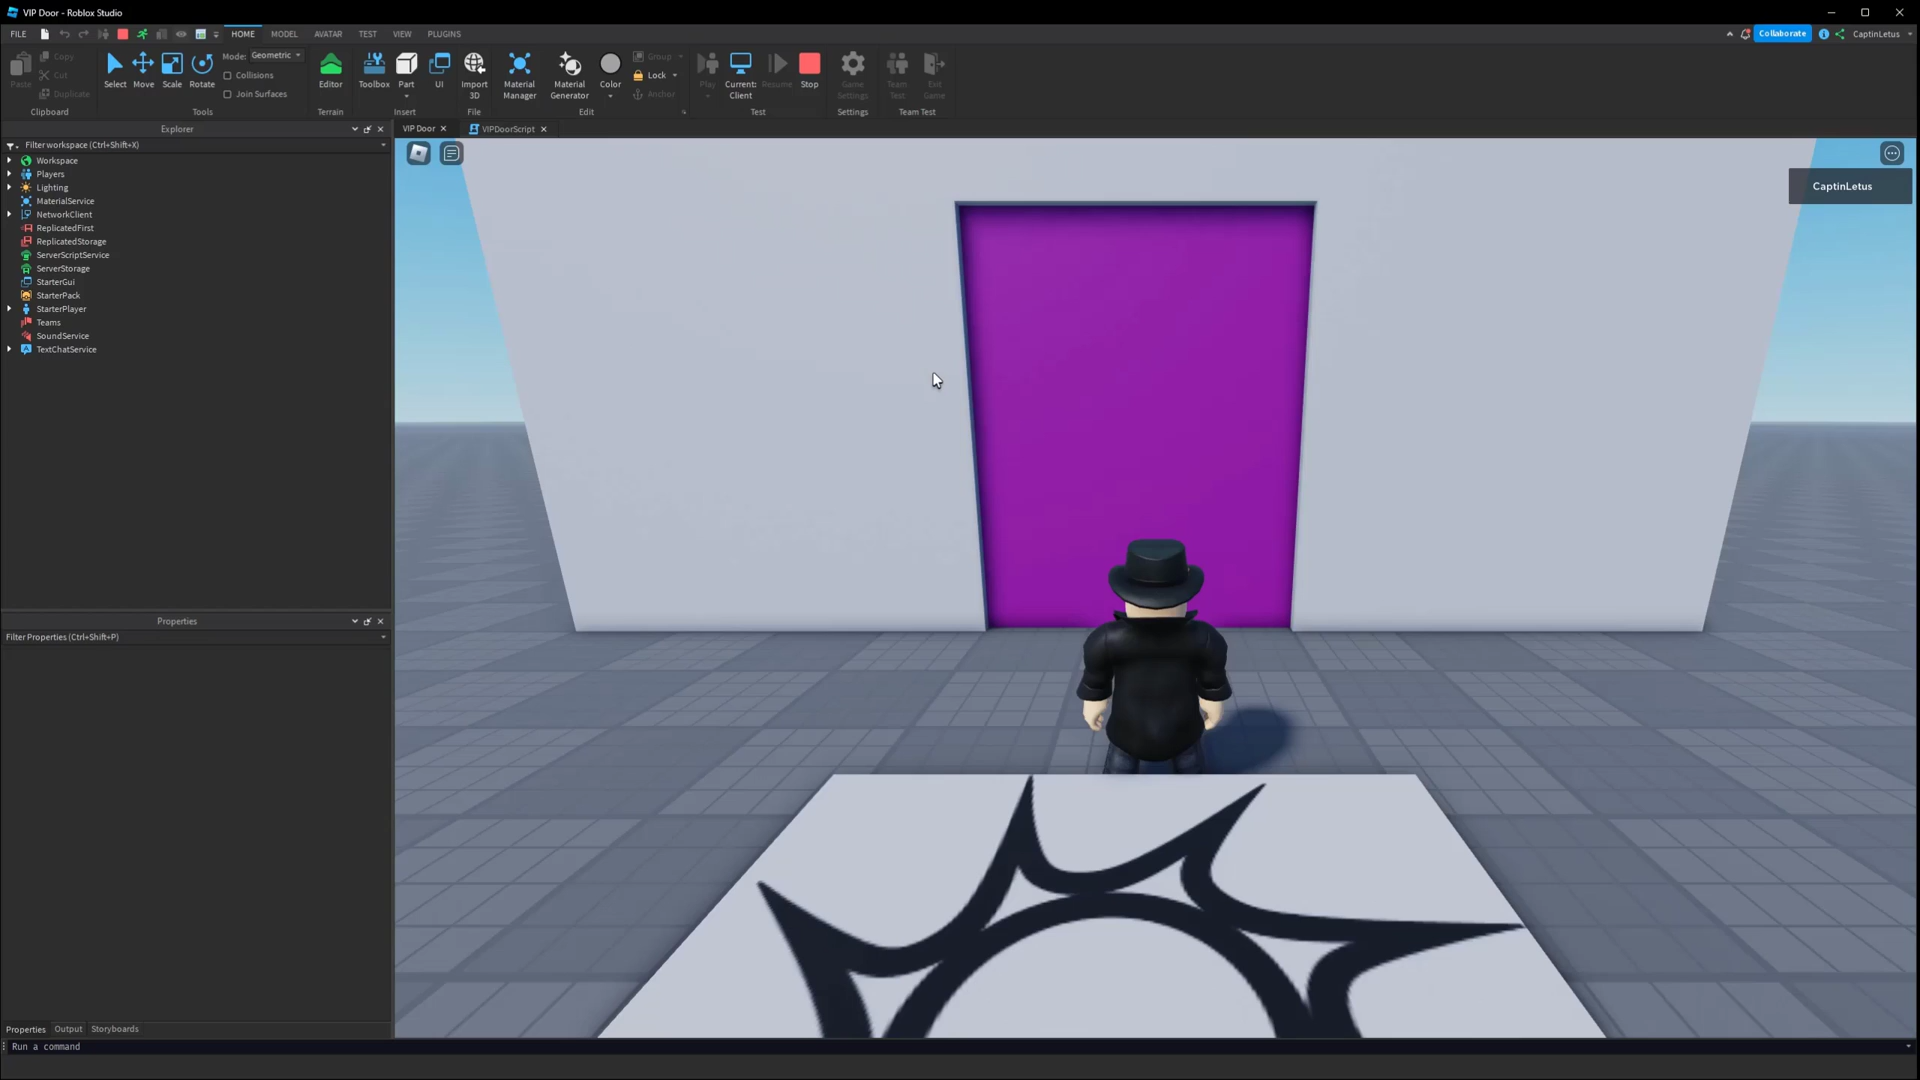 VIP Door - Roblox Studio
FILE HOME MODEL AVATAR TEST VIEW PLUGINS Collaborate CaptinLetus
Paste Copy Cut Duplicate
Clipboard
Select Move Scale Rotate Mode: Geometric Collisions Join Surfaces
Tools
Editor
Terrain
Toolbox Part UI
Insert
Import 3D
File
Material Manager Material Generator Color Group Lock Anchor
Edit
Play Current: Client Resume Stop
Test
Game Settings
Settings
Team Test Exit Game
Team Test
Explorer
VIP Door VIPDoorScript
Filter workspace (Ctrl+Shift+X)
Workspace
Players
Lighting
MaterialService
NetworkClient
ReplicatedFirst
ReplicatedStorage
ServerScriptService
ServerStorage
StarterGui
StarterPack
StarterPlayer
Teams
SoundService
TextChatService
CaptinLetus
Properties
Filter Properties (Ctrl+Shift+P)
Properties Output Storyboards
Run a command